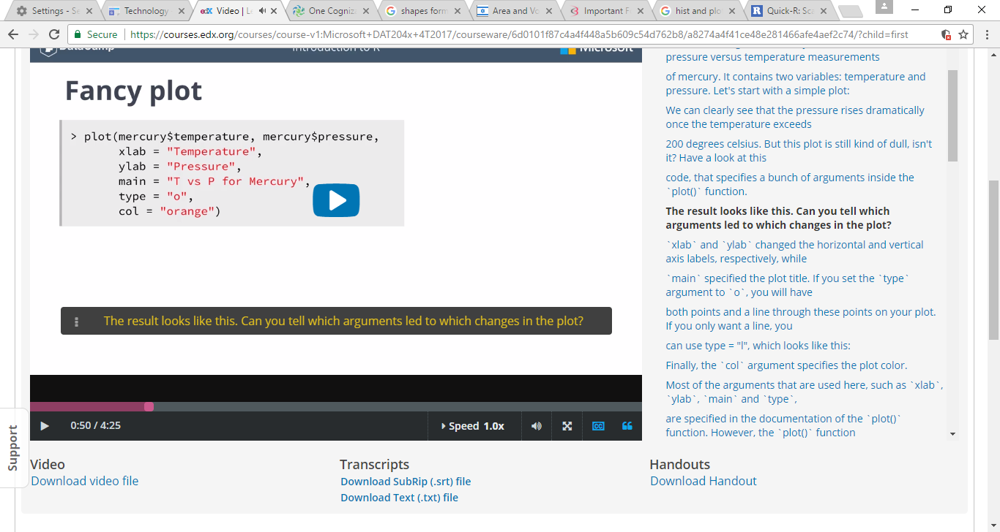 Settings - Se
Technology
edX Video | Le
One Cogniz
shapes form
Area and Vo
Important F
hist and plo
Quick-R: Sca
Secure
https://courses.edx.org/courses/course-v1:Microsoft+DAT204x+4T2017/courseware/6d0101f87c4a4f448a5b609c54d762b8/a8274a4f41ce48e281466afe4aef2c74/?child=first
DataCamp
Introduction to R
Microsoft
Fancy plot
> plot(mercury$temperature, mercury$pressure,
xlab = "Temperature",
ylab = "Pressure",
main = "T vs P for Mercury",
type = "o",
col = "orange")
The result looks like this. Can you tell which arguments led to which changes in the plot?
0:50 / 4:25
Speed 1.0x
CC
pressure versus temperature measurements
of mercury. It contains two variables: temperature and
pressure. Let's start with a simple plot:
We can clearly see that the pressure rises dramatically
once the temperature exceeds
200 degrees celsius. But this plot is still kind of dull, isn't
it? Have a look at this
code, that specifies a bunch of arguments inside the
`plot()` function.
The result looks like this. Can you tell which
arguments led to which changes in the plot?
`xlab` and `ylab` changed the horizontal and vertical
axis labels, respectively, while
`main` specified the plot title. If you set the `type`
argument to `o`, you will have
both points and a line through these points on your plot.
If you only want a line, you
can use type = "l", which looks like this:
Finally, the `col` argument specifies the plot color.
Most of the arguments that are used here, such as `xlab`,
`ylab`, `main` and `type`,
are specified in the documentation of the `plot()`
function. However, the `plot()` function
Support
Video
Download video file
Transcripts
Download SubRip (.srt) file
Download Text (.txt) file
Handouts
Download Handout